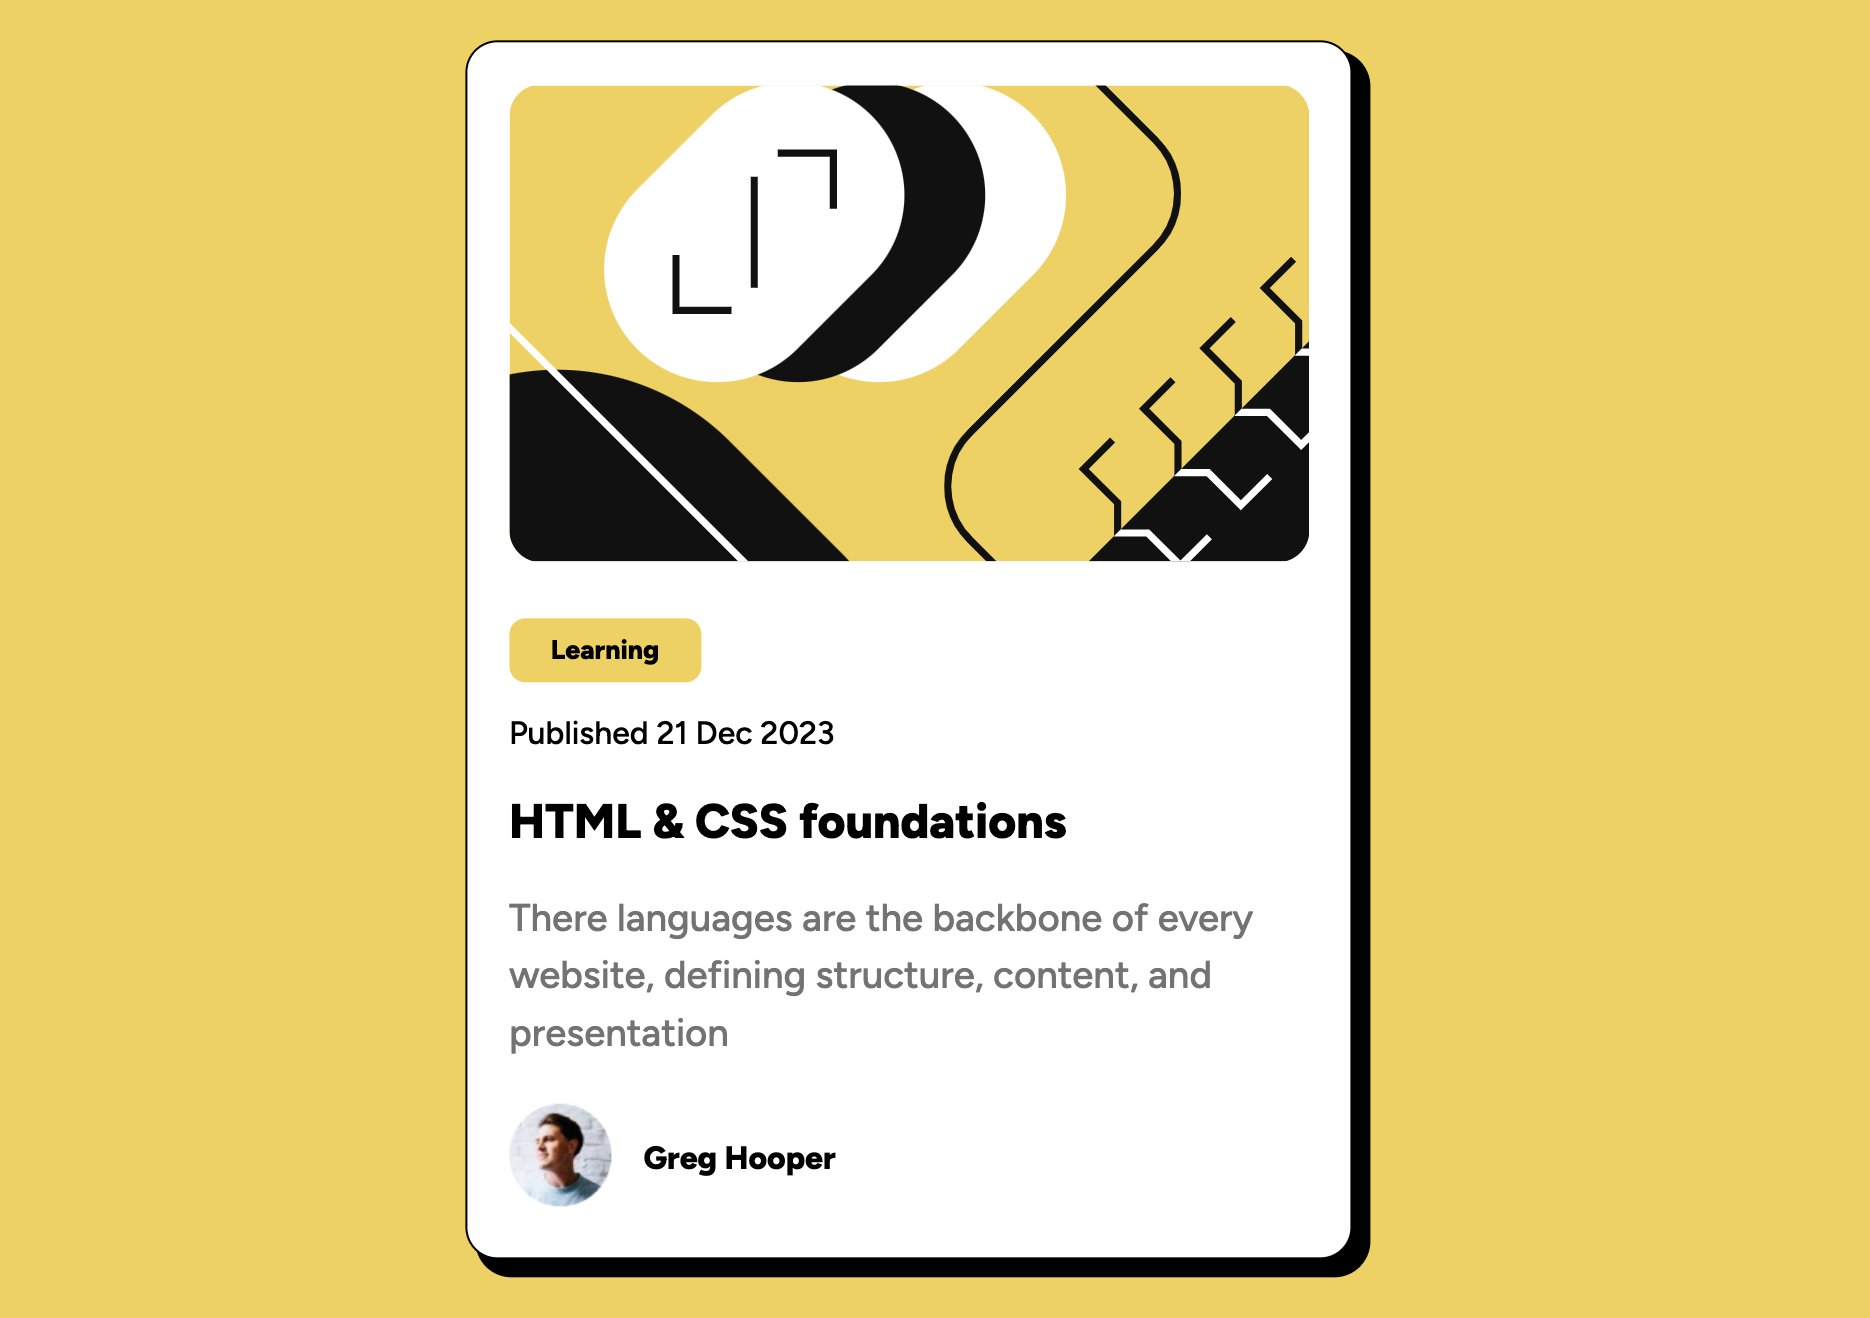 Learning
Published 21 Dec 2023
HTML & CSS foundations
There languages are the backbone of every
website, defining structure, content, and
presentation
Greg Hooper